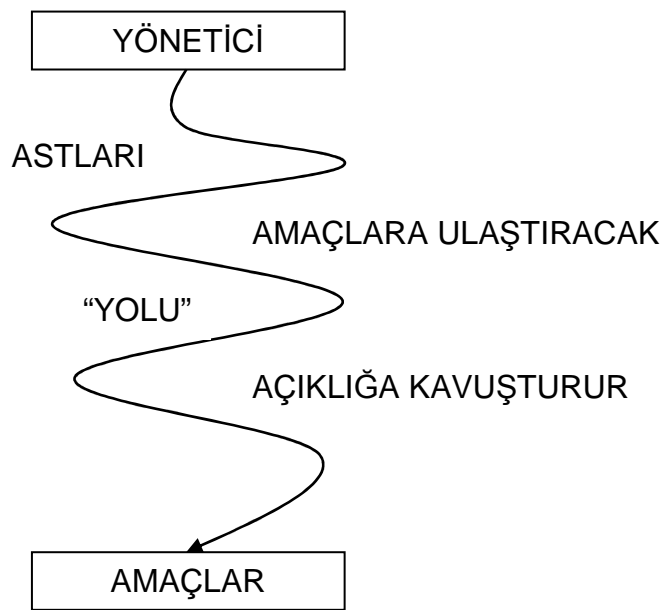 YÖNETİCİ
ASTLARI
AMAÇLARA ULAŞTIRACAK
“YOLU”
AÇIKLIĞA KAVUŞTURUR
AMAÇLAR